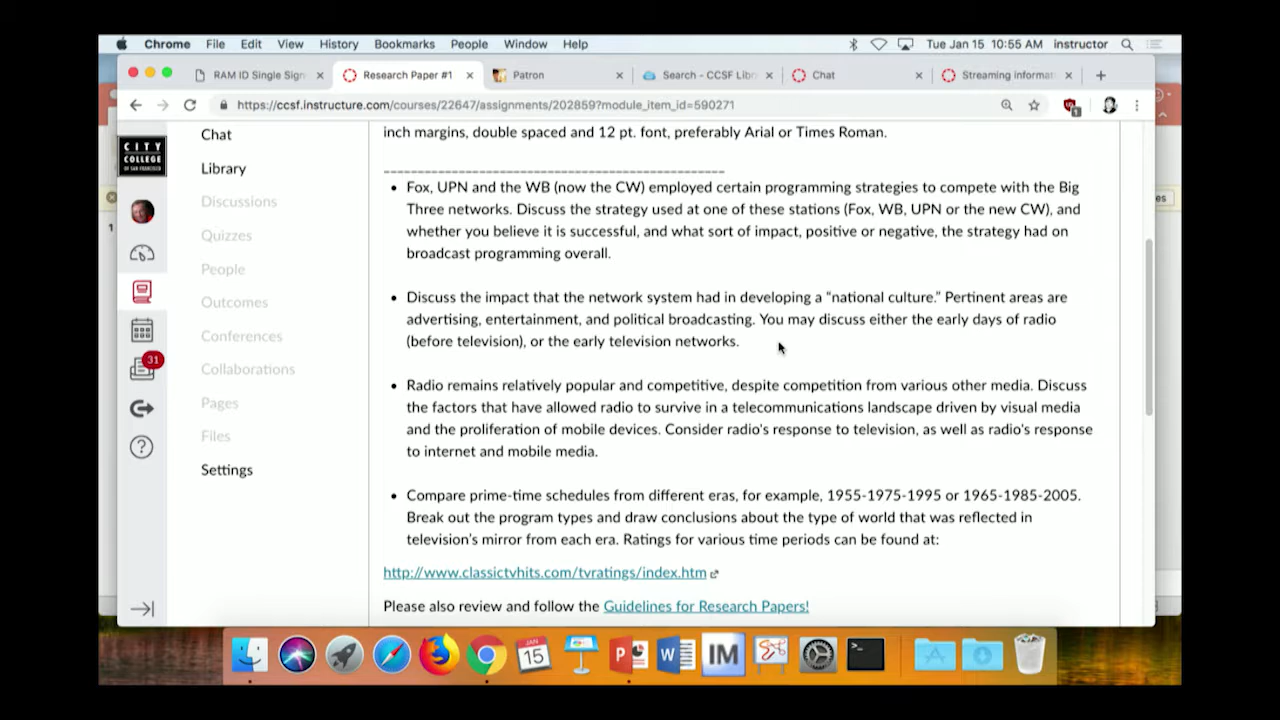 Chrome File Edit View History Bookmarks People Window Help Tue Jan 15 10:55 AM instructor
RAM ID Single Sign Research Paper #1 Patron Search - CCSF Libr Chat Streaming informat
https://ccsf.instructure.com/courses/22647/assignments/202859?module_item_id=590271
CITY
COLLEGE
OF SAN FRANCISCO
31
Chat
Library
Discussions
Quizzes
People
Outcomes
Conferences
Collaborations
Pages
Files
Settings
inch margins, double spaced and 12 pt. font, preferably Arial or Times Roman.
Fox, UPN and the WB (now the CW) employed certain programming strategies to compete with the Big
Three networks. Discuss the strategy used at one of these stations (Fox, WB, UPN or the new CW), and
whether you believe it is successful, and what sort of impact, positive or negative, the strategy had on
broadcast programming overall.
Discuss the impact that the network system had in developing a “national culture.” Pertinent areas are
advertising, entertainment, and political broadcasting. You may discuss either the early days of radio
(before television), or the early television networks.
Radio remains relatively popular and competitive, despite competition from various other media. Discuss
the factors that have allowed radio to survive in a telecommunications landscape driven by visual media
and the proliferation of mobile devices. Consider radio's response to television, as well as radio's response
to internet and mobile media.
Compare prime-time schedules from different eras, for example, 1955-1975-1995 or 1965-1985-2005.
Break out the program types and draw conclusions about the type of world that was reflected in
television's mirror from each era. Ratings for various time periods can be found at:
http://www.classictvhits.com/tvratings/index.htm
Please also review and follow the Guidelines for Research Papers!
1
es
JAN
15
P
W
IM